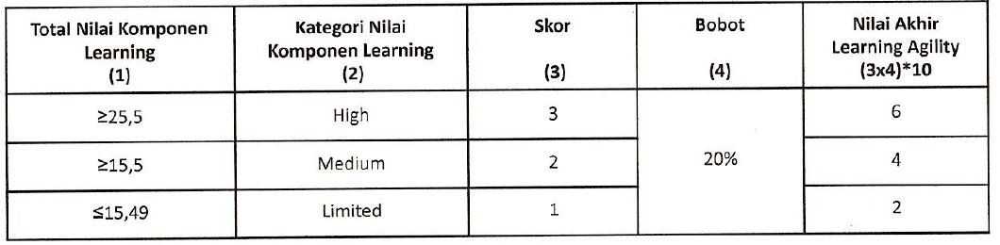 Total Nilai Komponen Learning (1) | Kategori Nilai Komponen Learning (2) | Skor (3) | Bobot (4) | Nilai Akhir Learning Agility (3x4)*10
≥25,5 | High | 3 | 20% | 6
≥15,5 | Medium | 2 | | 4
≤15,49 | Limited | 1 | | 2